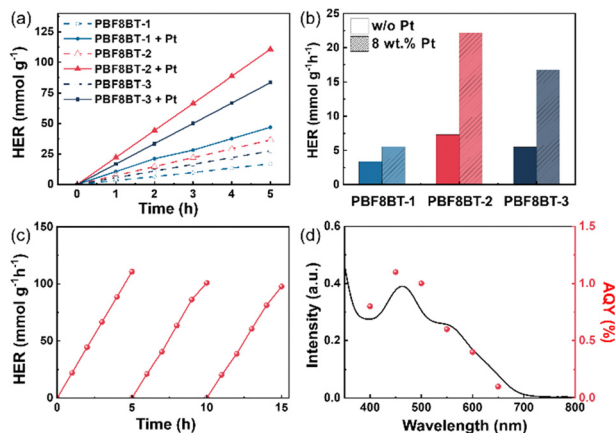 (a)
PBF8BT-1
PBF8BT-1 + Pt
PBF8BT-2
PBF8BT-2 + Pt
PBF8BT-3
PBF8BT-3 + Pt
HER (mmol g⁻¹)
125
100
75
50
25
0
0 1 2 3 4 5
Time (h)
(b)
w/o Pt
8 wt.% Pt
HER (mmol g⁻¹h⁻¹)
25
20
15
10
5
0
PBF8BT-1 PBF8BT-2 PBF8BT-3
(c)
HER (mmol g⁻¹h⁻¹)
150
100
50
0
0 5 10 15
Time (h)
(d)
Intensity (a.u.)
0.6
0.4
0.2
0.0
400 500 600 700 800
Wavelength (nm)
1.5
1.0
0.5
0.0
AQY (%)